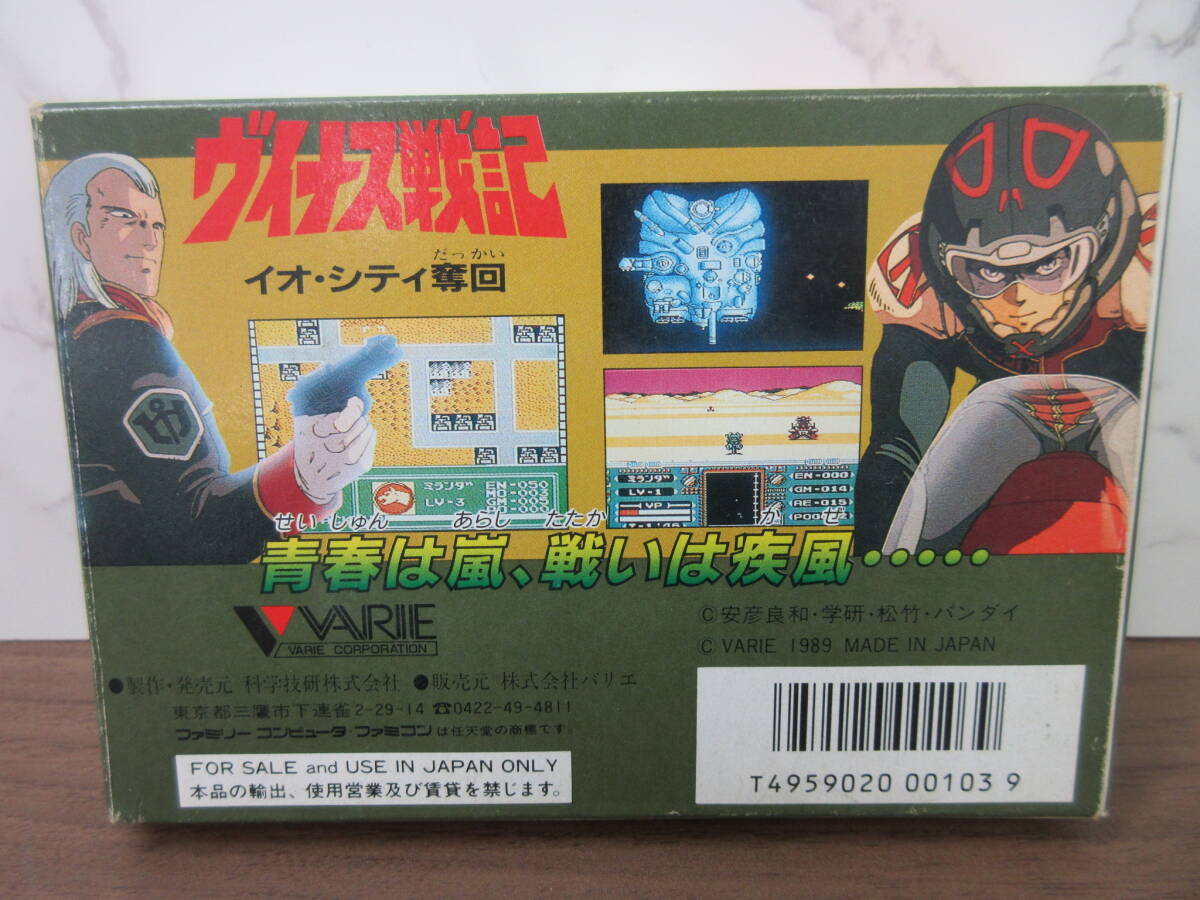 ヴイナス戦記
だっかい
イオ・シティ奪回
ミランダ EN-050
LV-3 MO-003
GM-005
MD-000
ミランダ EN-000
LV-1 GM-014
VP AE-015
せいしゅん あらし たたか かぜ
青春は嵐、戦いは疾風・・・・・
VARIE
VARIE CORPORATION
©安彦良和・学研・松竹・バンダイ
© VARIE 1989 MADE IN JAPAN
●製作・発売元 科学技研株式会社 ●販売元 株式会社バリエ
東京都三鷹市下連雀2-29-14 ☎0422-49-4811
ファミリーコンピュータ・ファミコンは任天堂の商標です。
FOR SALE and USE IN JAPAN ONLY
本品の輸出、使用営業及び賃貸を禁じます。
T4959020 00103 9